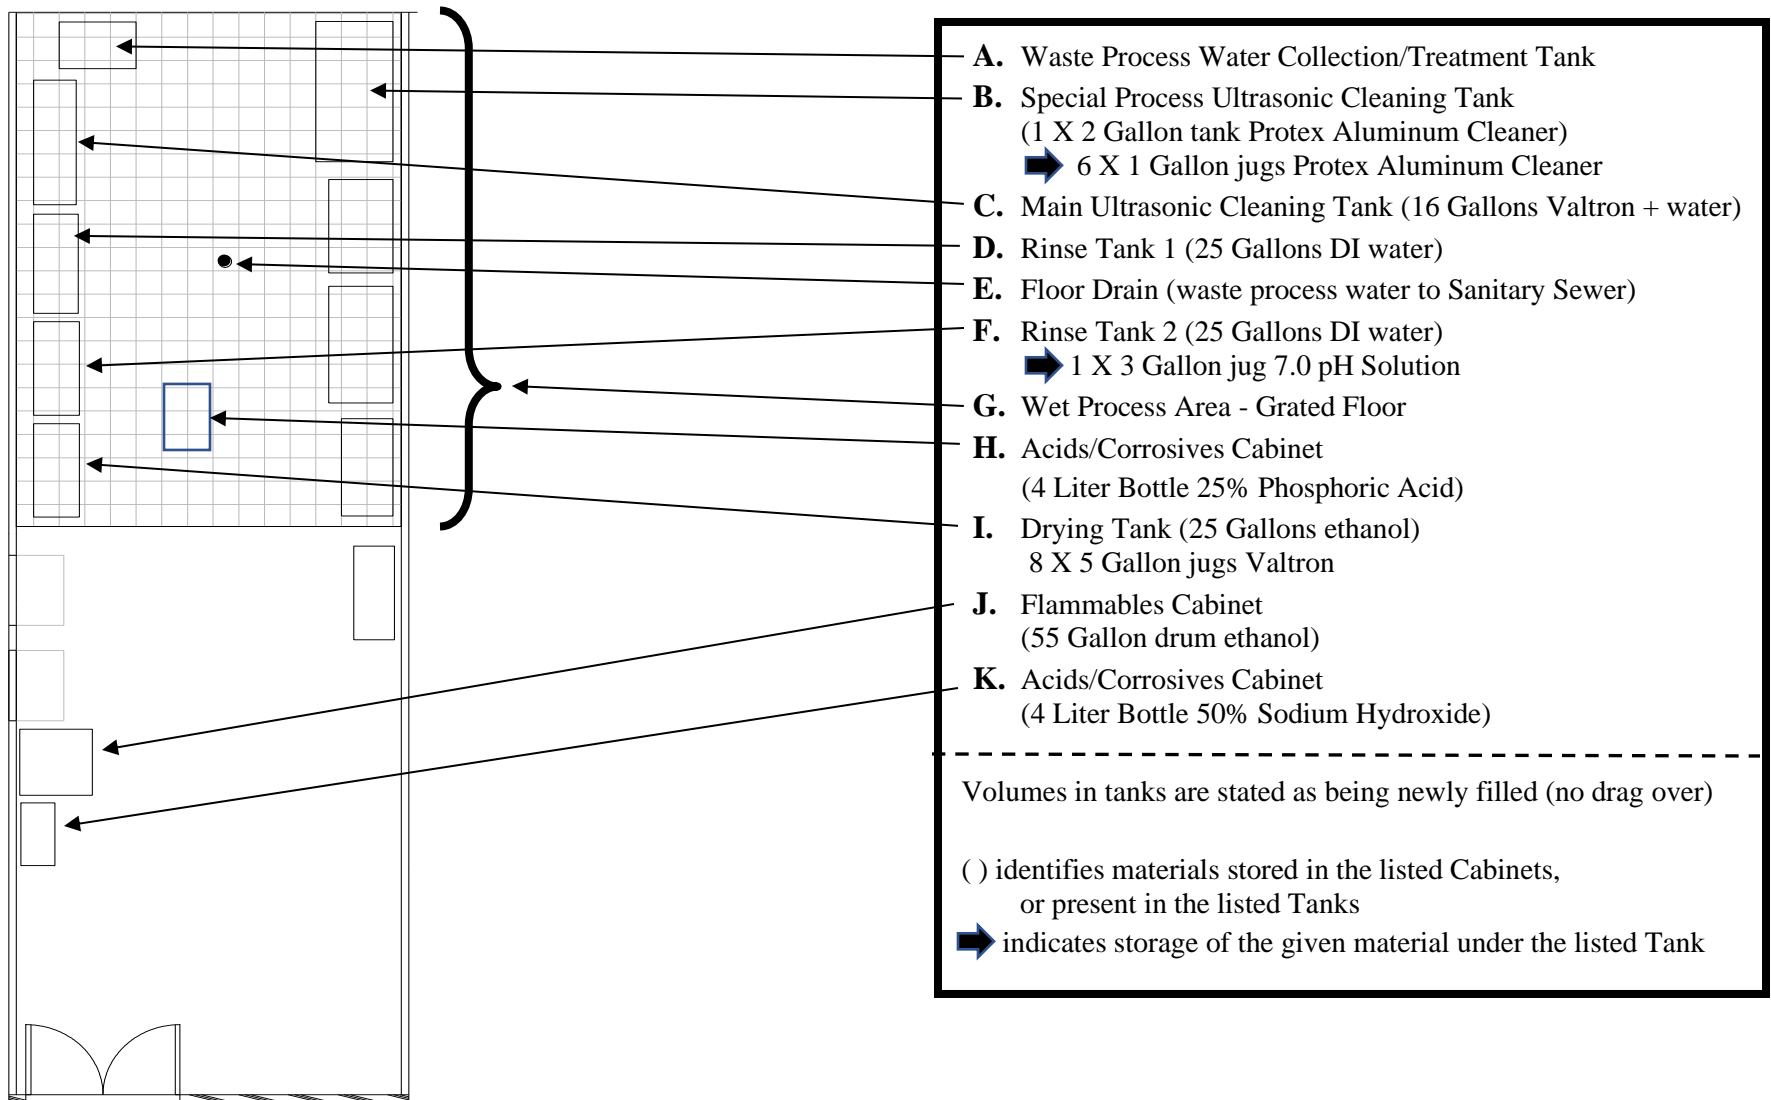 A. Waste Process Water Collection/Treatment Tank
B. Special Process Ultrasonic Cleaning Tank
(1 X 2 Gallon tank Protex Aluminum Cleaner)
6 X 1 Gallon jugs Protex Aluminum Cleaner
C. Main Ultrasonic Cleaning Tank (16 Gallons Valtron + water)
D. Rinse Tank 1 (25 Gallons DI water)
E. Floor Drain (waste process water to Sanitary Sewer)
F. Rinse Tank 2 (25 Gallons DI water)
1 X 3 Gallon jug 7.0 pH Solution
G. Wet Process Area - Grated Floor
H. Acids/Corrosives Cabinet
(4 Liter Bottle 25% Phosphoric Acid)
I. Drying Tank (25 Gallons ethanol)
8 X 5 Gallon jugs Valtron
J. Flammables Cabinet
(55 Gallon drum ethanol)
K. Acids/Corrosives Cabinet
(4 Liter Bottle 50% Sodium Hydroxide)
Volumes in tanks are stated as being newly filled (no drag over)
( ) identifies materials stored in the listed Cabinets,
or present in the listed Tanks
indicates storage of the given material under the listed Tank